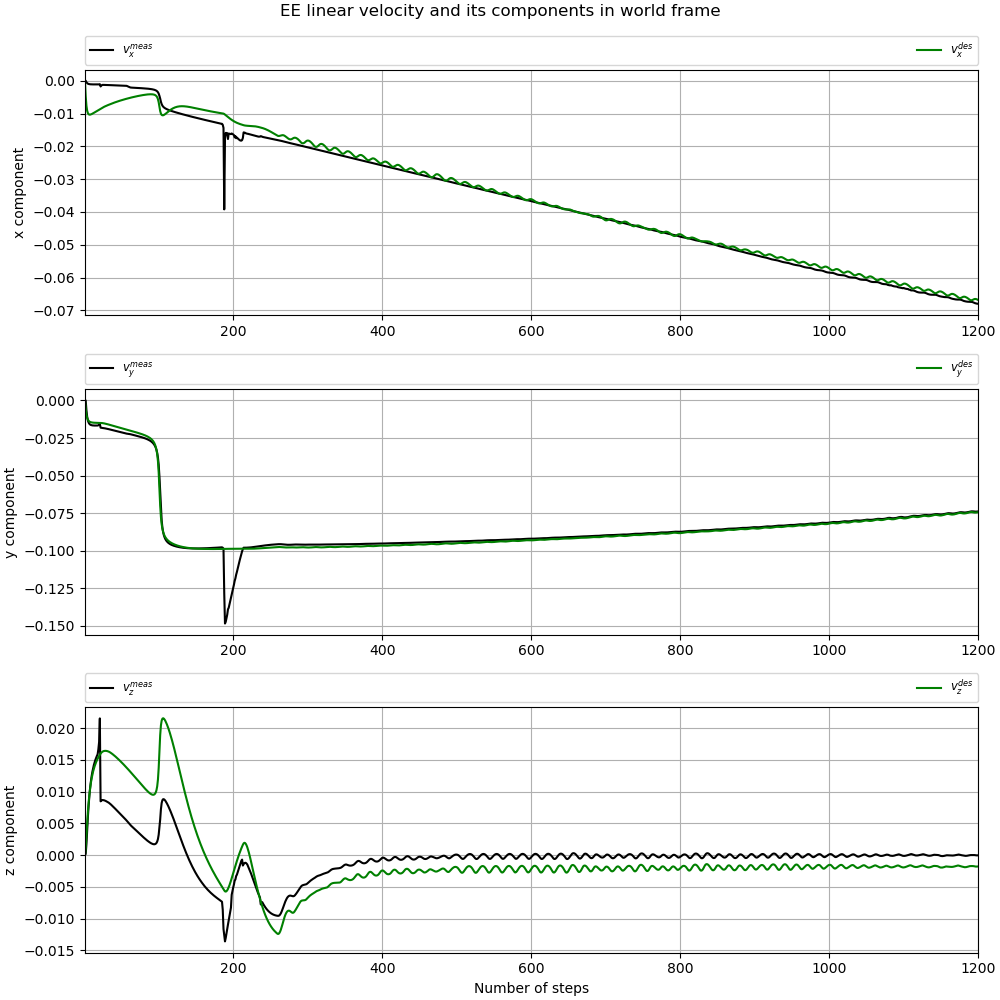 EE linear velocity and its components in world frame
v_x^meas v_x^des
0.00
−0.01
−0.02
−0.03
−0.04
−0.05
−0.06
−0.07
x component
200 400 600 800 1000 1200
v_y^meas v_y^des
0.000
−0.025
−0.050
−0.075
−0.100
−0.125
−0.150
y component
200 400 600 800 1000 1200
v_z^meas v_z^des
0.020
0.015
0.010
0.005
0.000
−0.005
−0.010
−0.015
z component
200 400 600 800 1000 1200
Number of steps